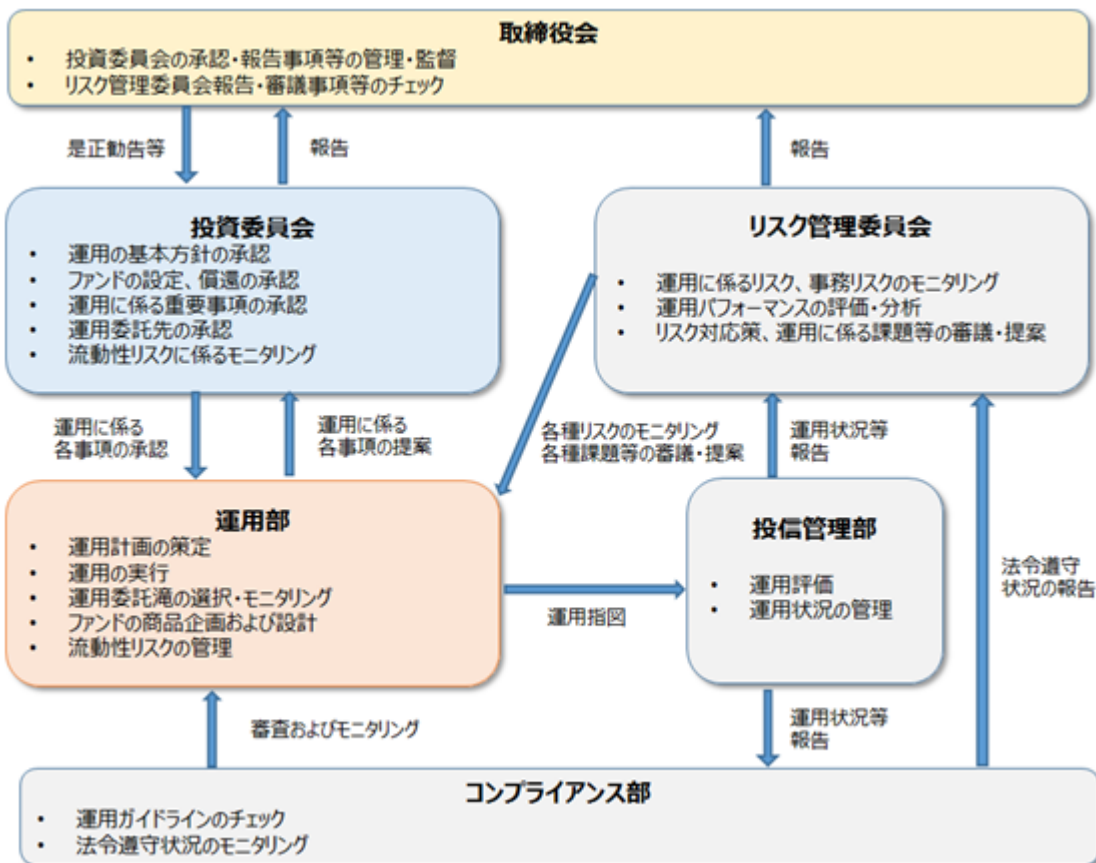 取締役会
• 投資委員会の承認・報告事項等の管理・監督
• リスク管理委員会報告・審議事項等のチェック
是正勧告等
報告
報告
投資委員会
• 運用の基本方針の承認
• ファンドの設定、償還の承認
• 運用に係る重要事項の承認
• 運用委託先の承認
• 流動性リスクに係るモニタリング
リスク管理委員会
• 運用に係るリスク、事務リスクのモニタリング
• 運用パフォーマンスの評価・分析
• リスク対応策、運用に係る課題等の審議・提案
運用に係る
各事項の承認
運用に係る
各事項の提案
各種リスクのモニタリング
各種課題等の審議・提案
運用状況等
報告
法令遵守
状況の報告
運用部
• 運用計画の策定
• 運用の実行
• 運用委託滝の選択・モニタリング
• ファンドの商品企画および設計
• 流動性リスクの管理
運用指図
投信管理部
• 運用評価
• 運用状況の管理
審査およびモニタリング
運用状況等
報告
コンプライアンス部
• 運用ガイドラインのチェック
• 法令遵守状況のモニタリング